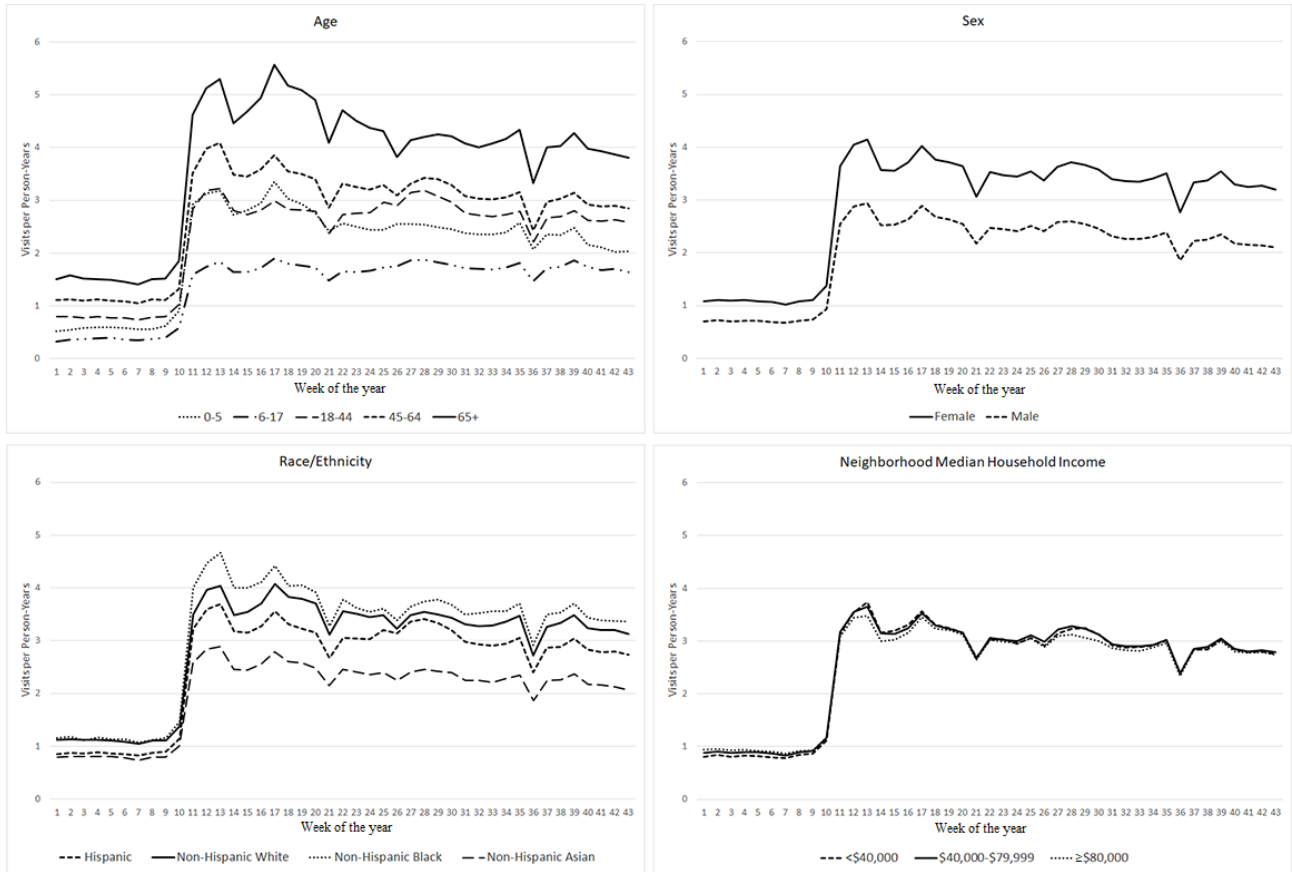 Age
6
5
4
3
2
1
0
Visits per Person-Years
1 2 3 4 5 6 7 8 9 10 11 12 13 14 15 16 17 18 19 20 21 22 23 24 25 26 27 28 29 30 31 32 33 34 35 36 37 38 39 40 41 42 43
Week of the year
0-5 6-17 18-44 45-64 65+
Sex
6
5
4
3
2
1
0
Visits per Person-Years
1 2 3 4 5 6 7 8 9 10 11 12 13 14 15 16 17 18 19 20 21 22 23 24 25 26 27 28 29 30 31 32 33 34 35 36 37 38 39 40 41 42 43
Week of the year
Female Male
Race/Ethnicity
6
5
4
3
2
1
0
Visits per Person-Years
1 2 3 4 5 6 7 8 9 10 11 12 13 14 15 16 17 18 19 20 21 22 23 24 25 26 27 28 29 30 31 32 33 34 35 36 37 38 39 40 41 42 43
Week of the year
Hispanic Non-Hispanic White Non-Hispanic Black Non-Hispanic Asian
Neighborhood Median Household Income
6
5
4
3
2
1
0
Visits per Person-Years
1 2 3 4 5 6 7 8 9 10 11 12 13 14 15 16 17 18 19 20 21 22 23 24 25 26 27 28 29 30 31 32 33 34 35 36 37 38 39 40 41 42 43
Week of the year
<$40,000 $40,000-$79,999 ≥$80,000